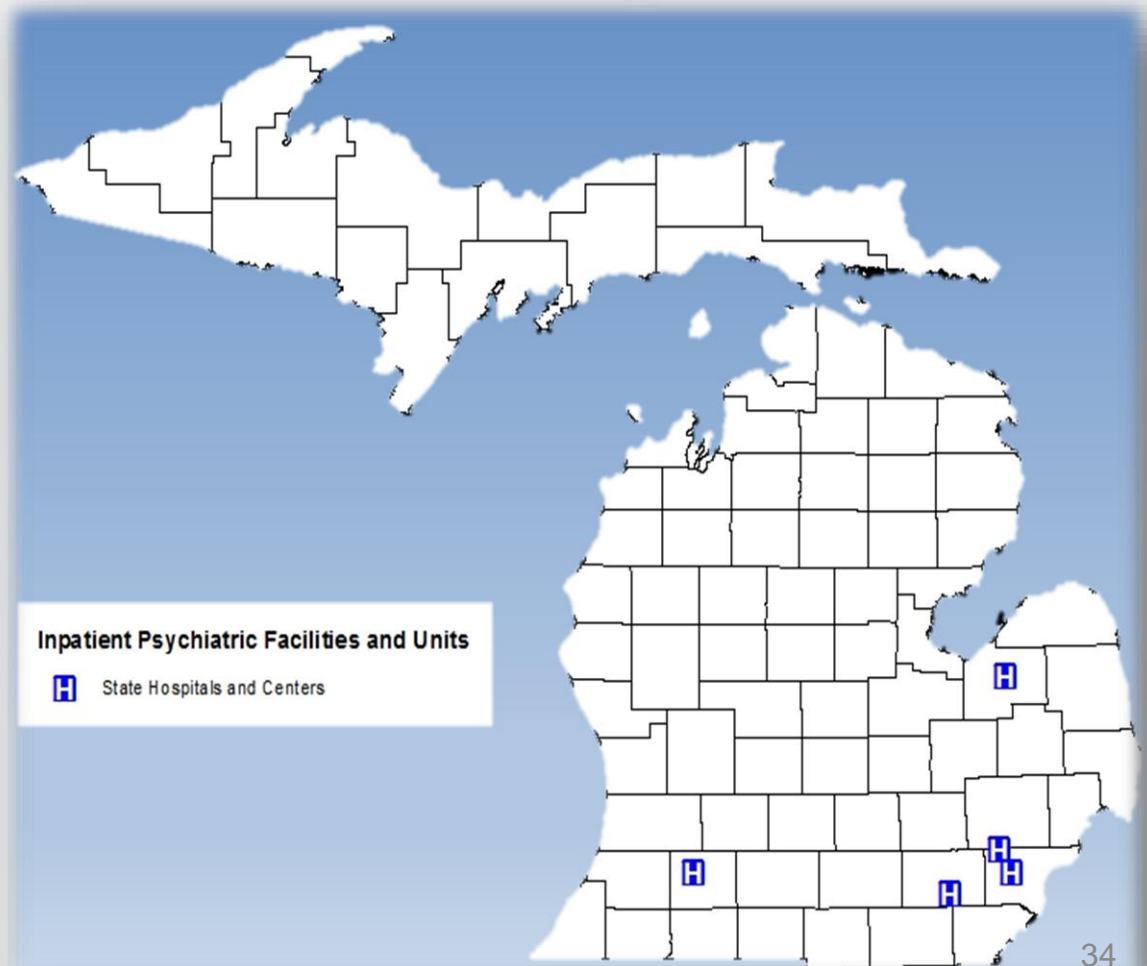 Inpatient Psychiatric Facilities and Units
H State Hospitals and Centers
H
H
H
H
H
34